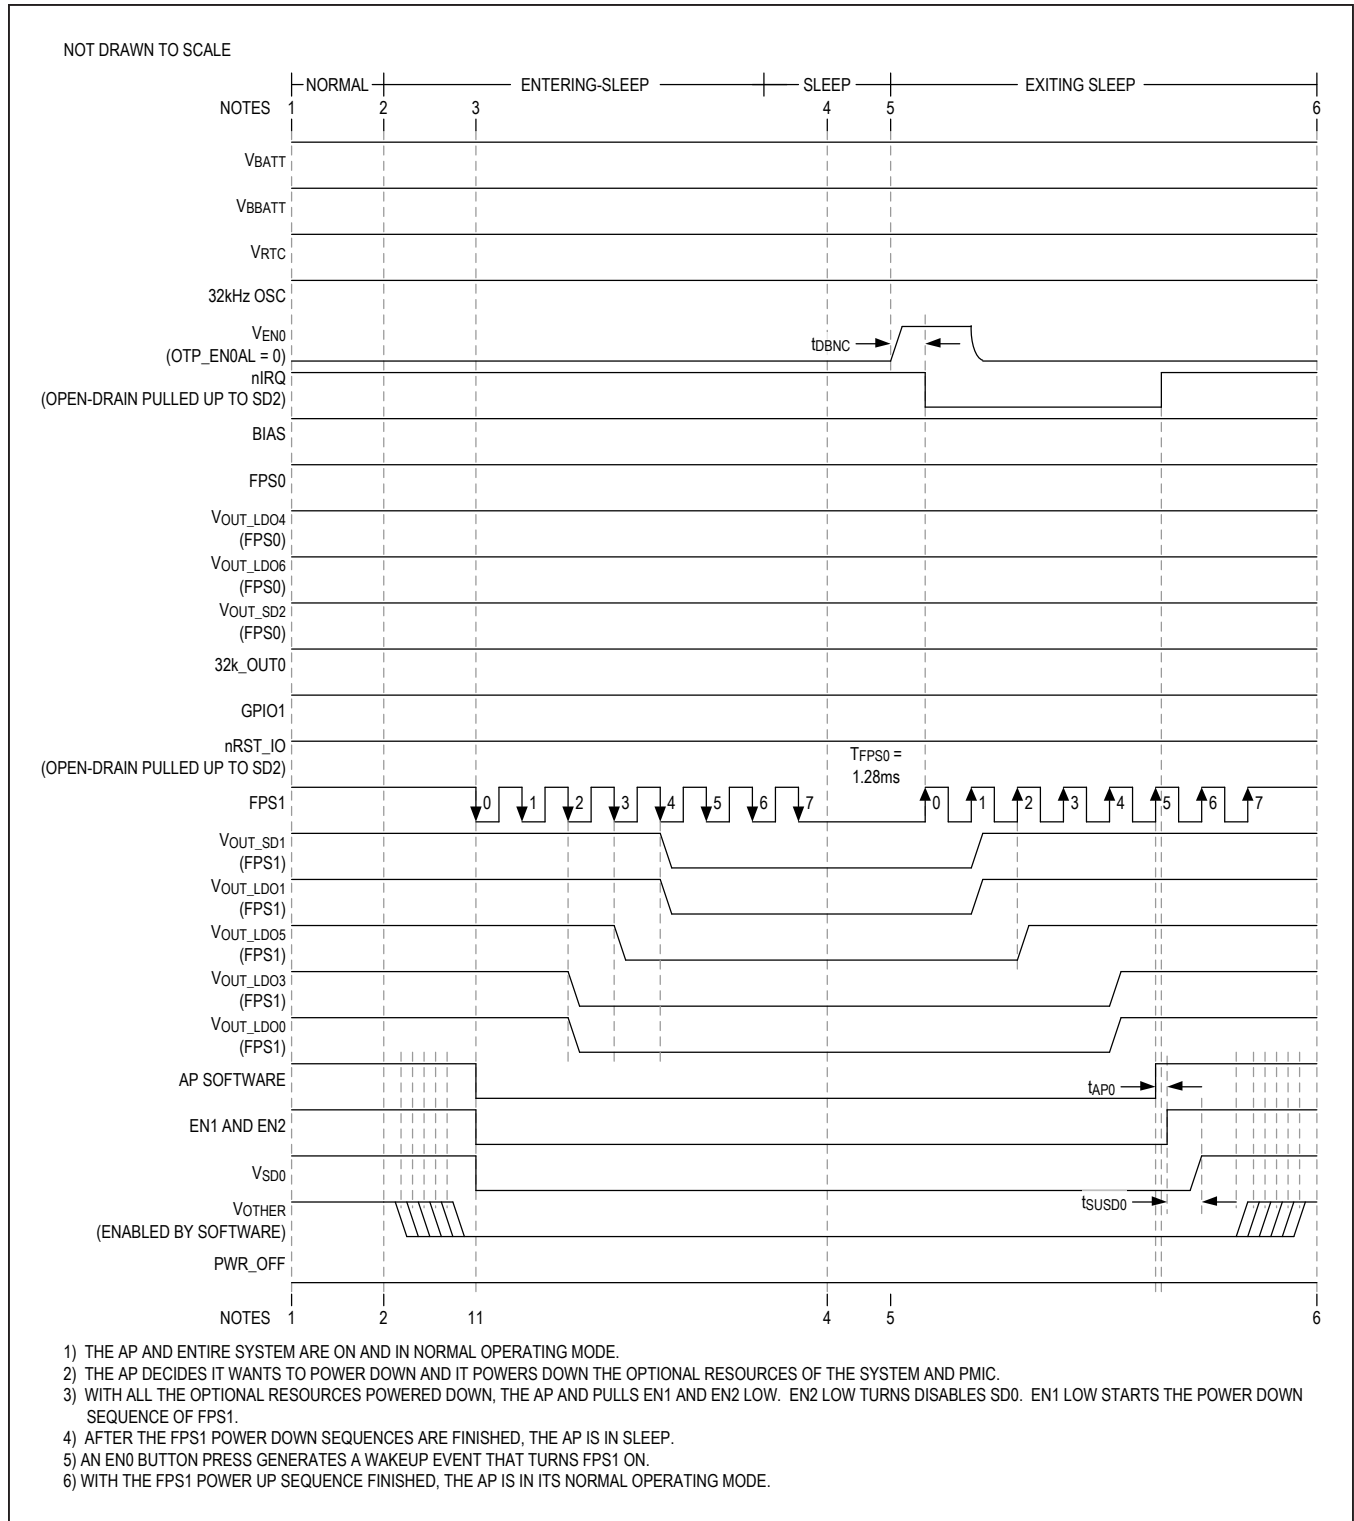 NOT DRAWN TO SCALE
NORMAL ENTERING-SLEEP SLEEP EXITING SLEEP
NOTES 1 2 3 4 5 6
VBATT
VBBATT
VRTC
32kHz OSC
VEN0
(OTP_EN0AL = 0)
tDBNC
nIRQ
(OPEN-DRAIN PULLED UP TO SD2)
BIAS
FPS0
VOUT_LDO4
(FPS0)
VOUT_LDO6
(FPS0)
VOUT_SD2
(FPS0)
32k_OUT0
GPIO1
nRST_IO
(OPEN-DRAIN PULLED UP TO SD2)
TFPS0 =
1.28ms
FPS1 0 1 2 3 4 5 6 7 0 1 2 3 4 5 6 7
VOUT_SD1
(FPS1)
VOUT_LDO1
(FPS1)
VOUT_LDO5
(FPS1)
VOUT_LDO3
(FPS1)
VOUT_LDO0
(FPS1)
AP SOFTWARE
tAP0
EN1 AND EN2
VSD0
tSUSD0
VOTHER
(ENABLED BY SOFTWARE)
PWR_OFF
NOTES 1 2 11 4 5 6
1) THE AP AND ENTIRE SYSTEM ARE ON AND IN NORMAL OPERATING MODE.
2) THE AP DECIDES IT WANTS TO POWER DOWN AND IT POWERS DOWN THE OPTIONAL RESOURCES OF THE SYSTEM AND PMIC.
3) WITH ALL THE OPTIONAL RESOURCES POWERED DOWN, THE AP AND PULLS EN1 AND EN2 LOW. EN2 LOW TURNS DISABLES SD0. EN1 LOW STARTS THE POWER DOWN
SEQUENCE OF FPS1.
4) AFTER THE FPS1 POWER DOWN SEQUENCES ARE FINISHED, THE AP IS IN SLEEP.
5) AN EN0 BUTTON PRESS GENERATES A WAKEUP EVENT THAT TURNS FPS1 ON.
6) WITH THE FPS1 POWER UP SEQUENCE FINISHED, THE AP IS IN ITS NORMAL OPERATING MODE.